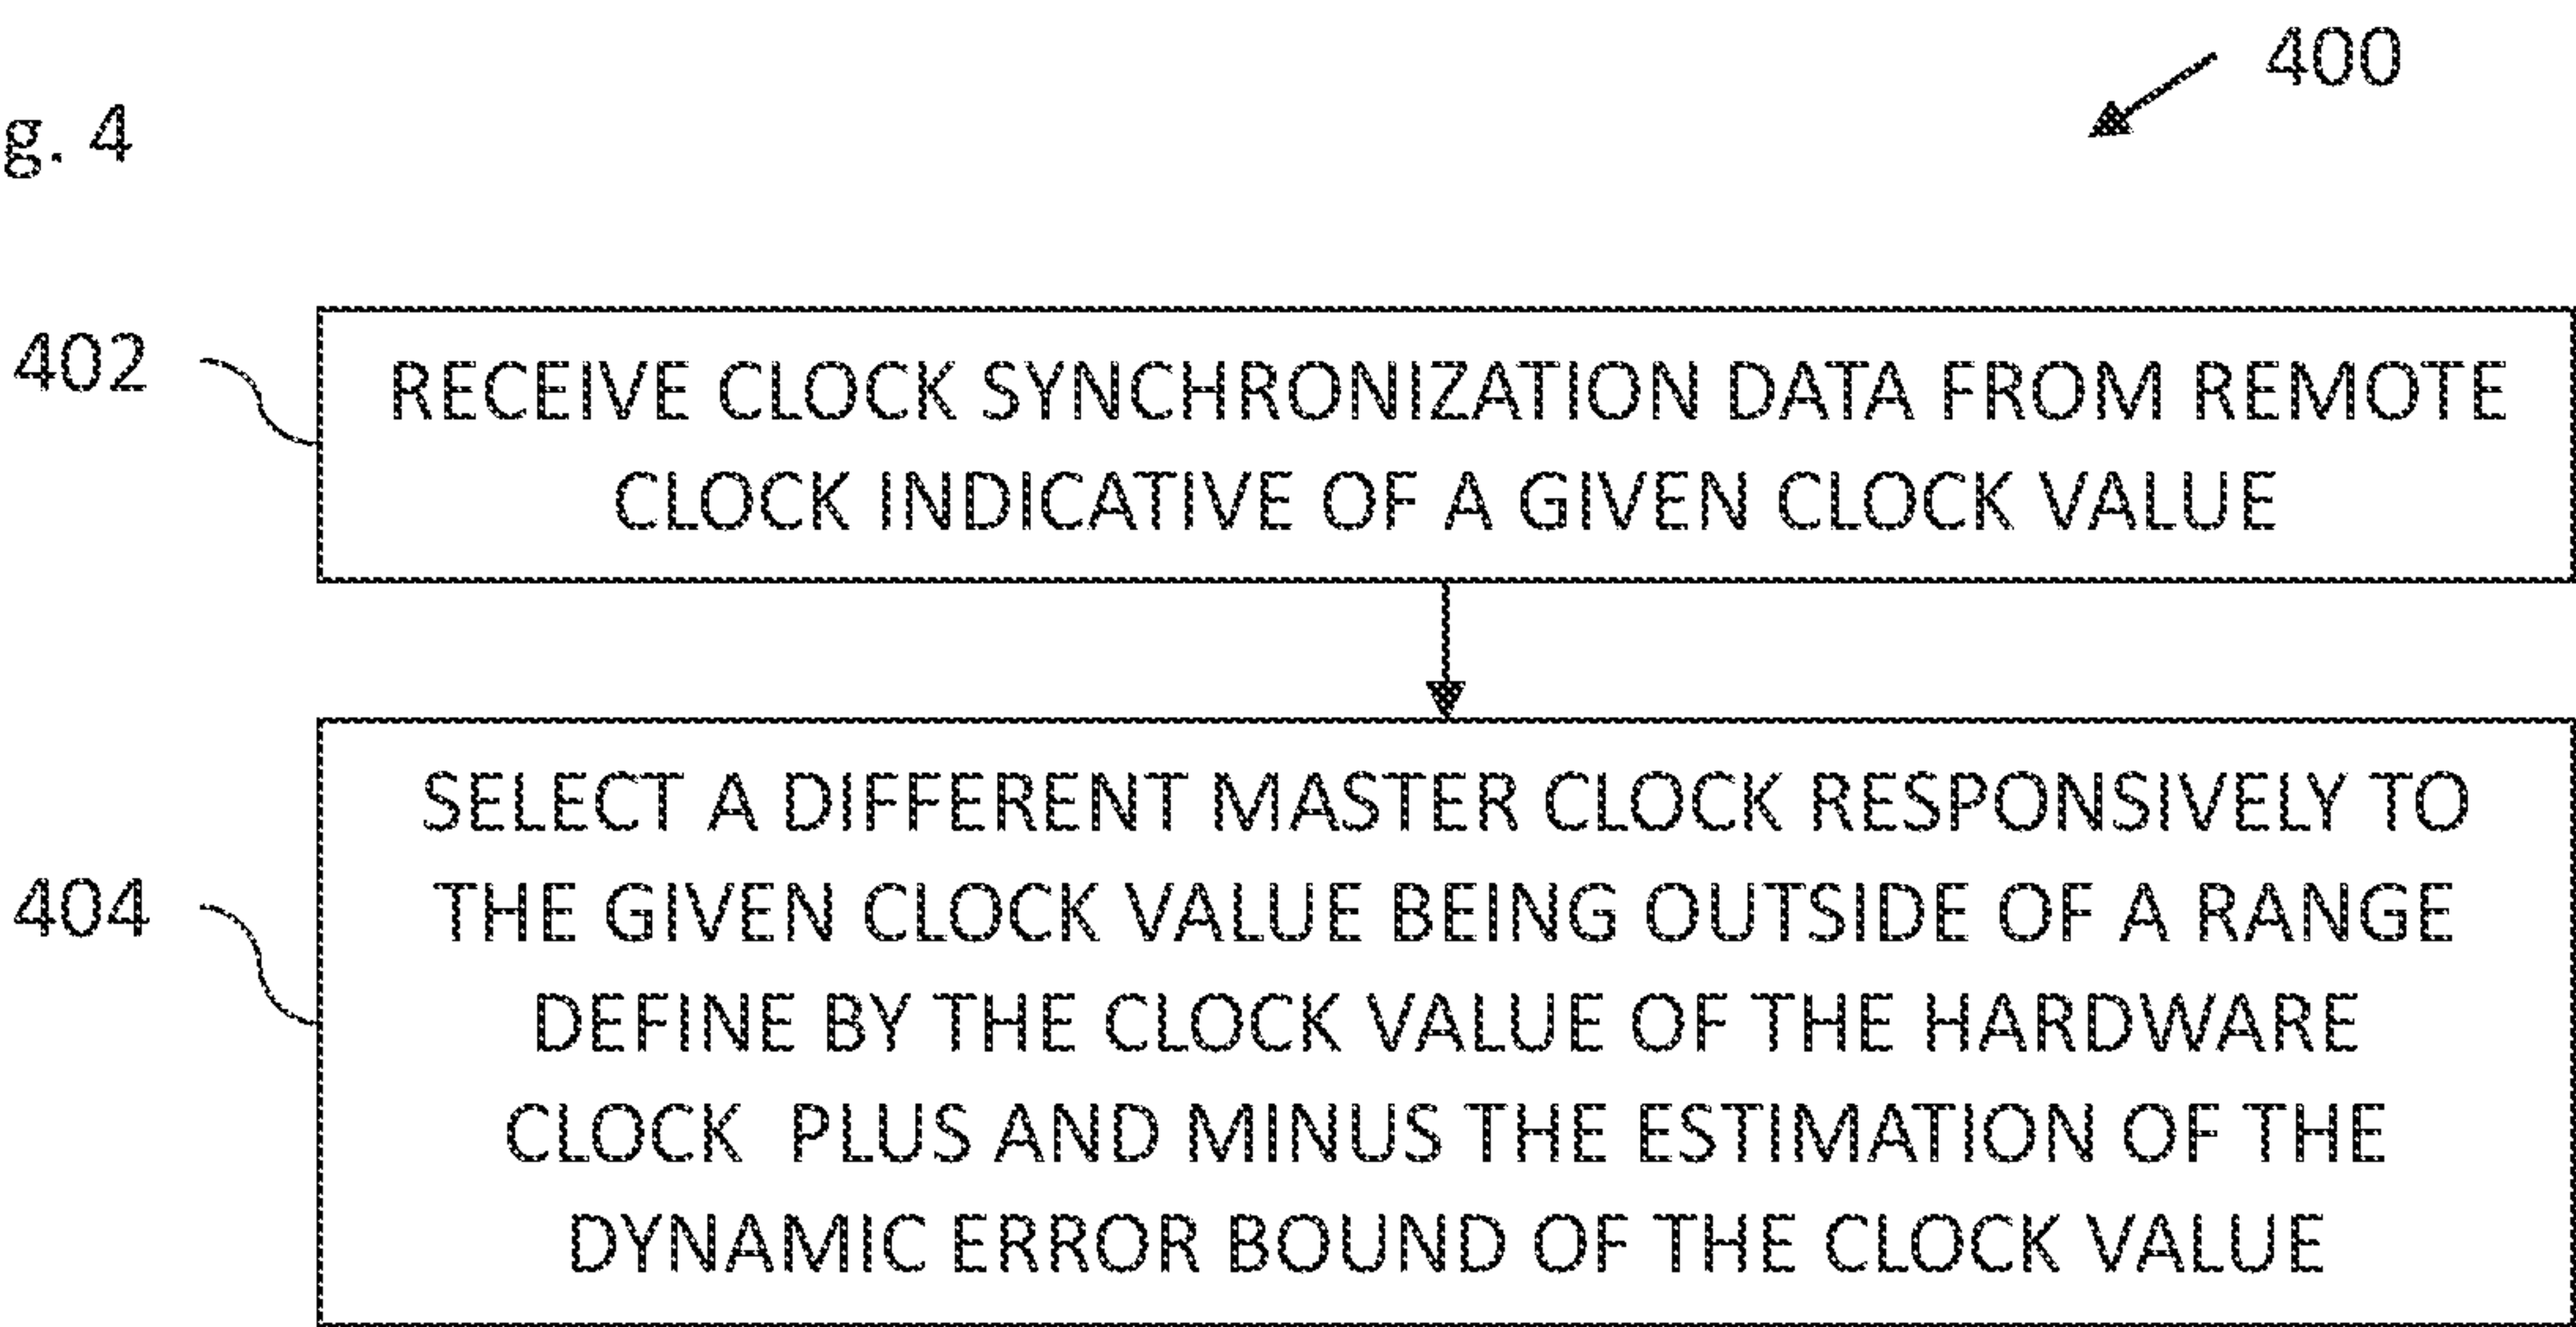 400
g. 4
402
RECEIVE CLOCK SYNCHRONIZATION DATA FROM REMOTE
CLOCK INDICATIVE OF A GIVEN CLOCK VALUE
404
SELECT A DIFFERENT MASTER CLOCK RESPONSIVELY TO
THE GIVEN CLOCK VALUE BEING OUTSIDE OF A RANGE
DEFINE BY THE CLOCK VALUE OF THE HARDWARE
CLOCK PLUS AND MINUS THE ESTIMATION OF THE
DYNAMIC ERROR BOUND OF THE CLOCK VALUE